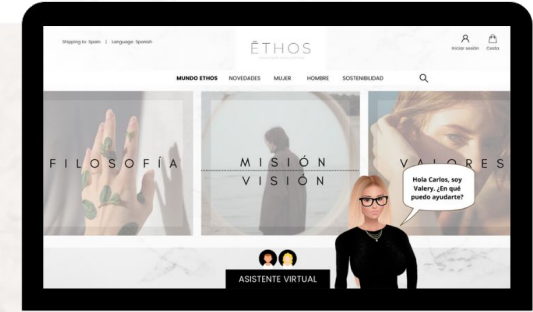 Shipping to: Spain | Language: Spanish
ĒTHOS
Iniciar sesión
Cesta
MUNDO ETHOS NOVEDADES MUJER HOMBRE SOSTENIBILIDAD
FILOSOFÍA
MISIÓN
VISIÓN
VALORES
Hola Carlos, soy
Valery. ¿En qué
puedo ayudarte?
ASISTENTE VIRTUAL